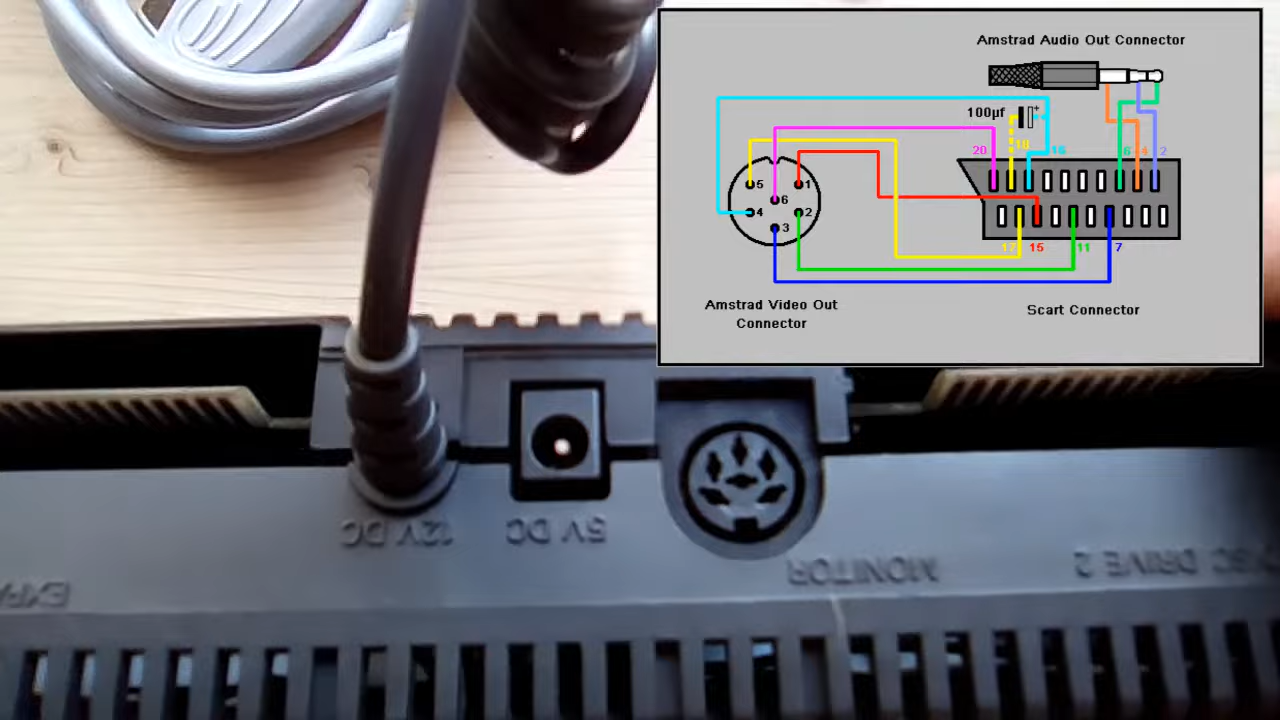 Amstrad Audio Out Connector
100µf
+
20
18
16
6
4
2
5
1
6
4
2
3
17
15
11
7
Amstrad Video Out
Connector
Scart Connector
12V DC
5V DC
MONITOR
DISC DRIVE 2
EXPA